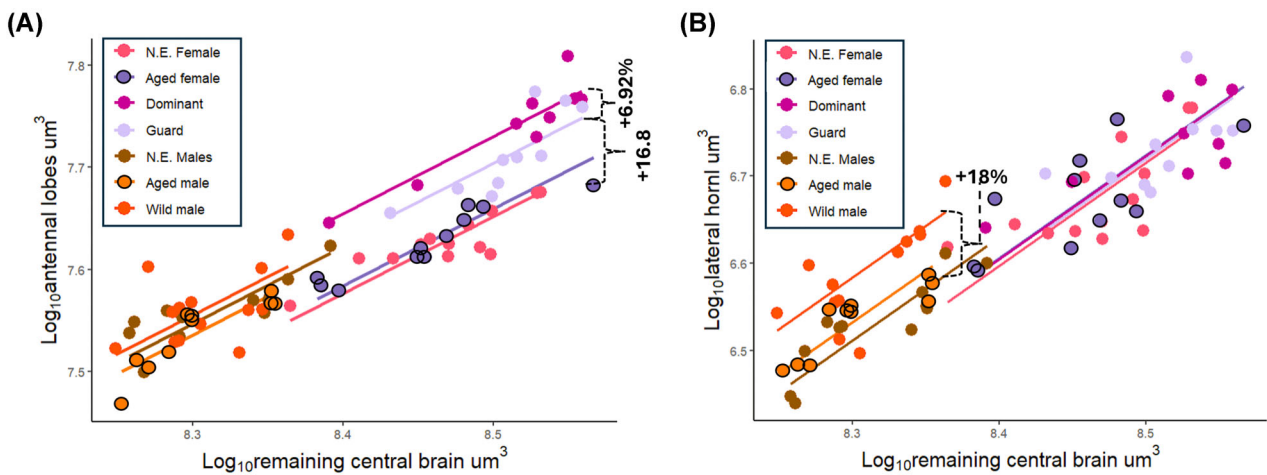 (A)
Log10antennal lobes um3
7.8
7.7
7.6
7.5
N.E. Female
Aged female
Dominant
Guard
N.E. Males
Aged male
Wild male
+6.92%
+16.8
8.3
8.4
8.5
Log10remaining central brain um3
(B)
Log10lateral hornl um3
6.8
6.7
6.6
6.5
N.E. Female
Aged female
Dominant
Guard
N.E. Males
Aged male
Wild male
+18%
8.3
8.4
8.5
Log10remaining central brain um3